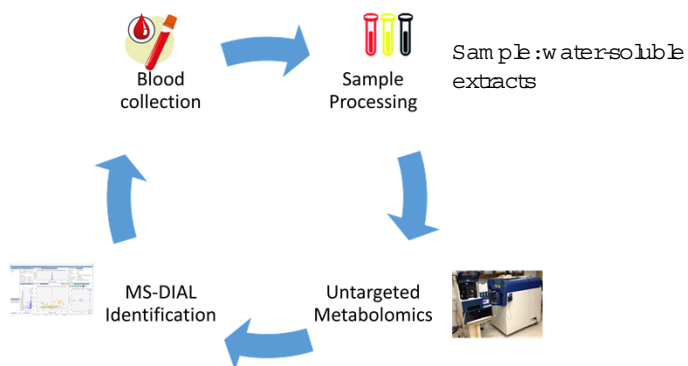 Blood
collection
Sample
Processing
Sample:water-soluble
extracts
Untargeted
Metabolomics
MS-DIAL
Identification